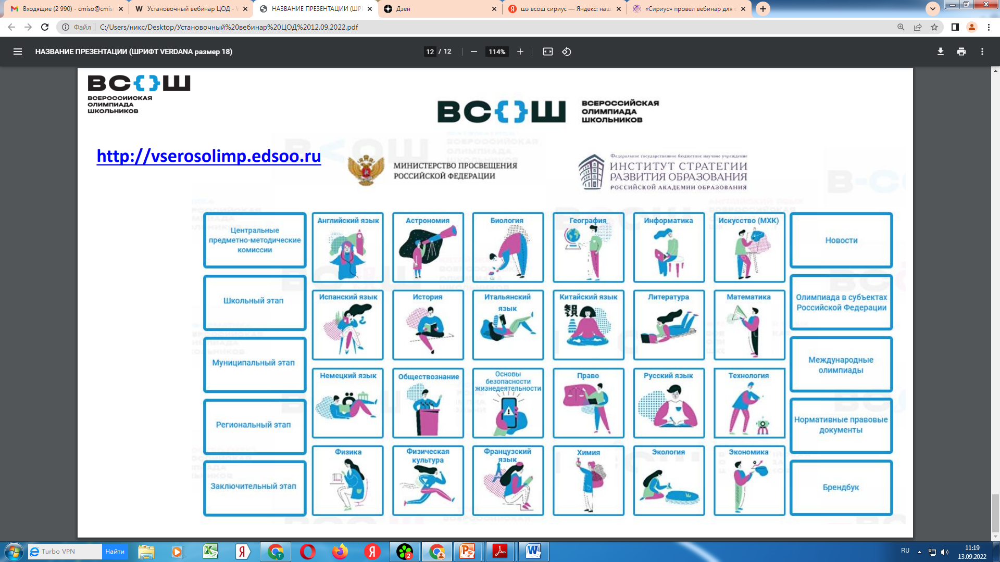 Входящие (2 990) - cmiso@cmis
Установочный вебинар ЦОД -
НАЗВАНИЕ ПРЕЗЕНТАЦИИ (ШР
Дзен
шэ всош сириус — Яндекс: наш
«Сириус» провел вебинар для
Файл
C:/Users/никс/Desktop/Установочный%20вебинар%20ЦОД%2012.09.2022.pdf
НАЗВАНИЕ ПРЕЗЕНТАЦИИ (ШРИФТ VERDANA размер 18)
12 / 12
114%
ВС{}Ш
ВСЕРОССИЙСКАЯ
ОЛИМПИАДА
ШКОЛЬНИКОВ
ВС{}Ш
ВСЕРОССИЙСКАЯ
ОЛИМПИАДА
ШКОЛЬНИКОВ
http://vserosolimp.edsoo.ru
МИНИСТЕРСТВО ПРОСВЕЩЕНИЯ
РОССИЙСКОЙ ФЕДЕРАЦИИ
Федеральное государственное бюджетное научное учреждение
ИНСТИТУТ СТРАТЕГИИ
РАЗВИТИЯ ОБРАЗОВАНИЯ
РОССИЙСКОЙ АКАДЕМИИ ОБРАЗОВАНИЯ
Центральные
предметно-методические
комиссии
Школьный этап
Муниципальный этап
Региональный этап
Заключительный этап
Английский язык
Астрономия
Биология
География
Информатика
Искусство (МХК)
Испанский язык
История
Итальянский
язык
Китайский язык
Литература
Математика
Немецкий язык
Обществознание
Основы
безопасности
жизнедеятельности
Право
Русский язык
Технология
Физика
Физическая
культура
Французский
язык
Химия
Экология
Экономика
Новости
Олимпиада в субъектах
Российской Федерации
Международные
олимпиады
Нормативные правовые
документы
Брендбук
Turbo VPN
Найти
2
RU
11:19
13.09.2022